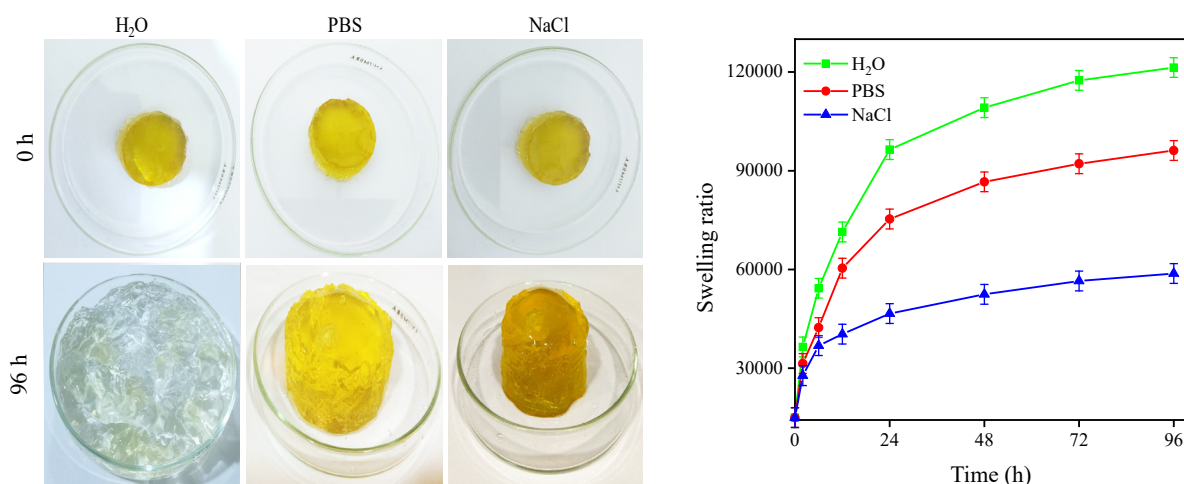 H₂O PBS NaCl
0 h
96 h
Swelling ratio
120000
90000
60000
30000
H₂O
PBS
NaCl
0 24 48 72 96
Time (h)